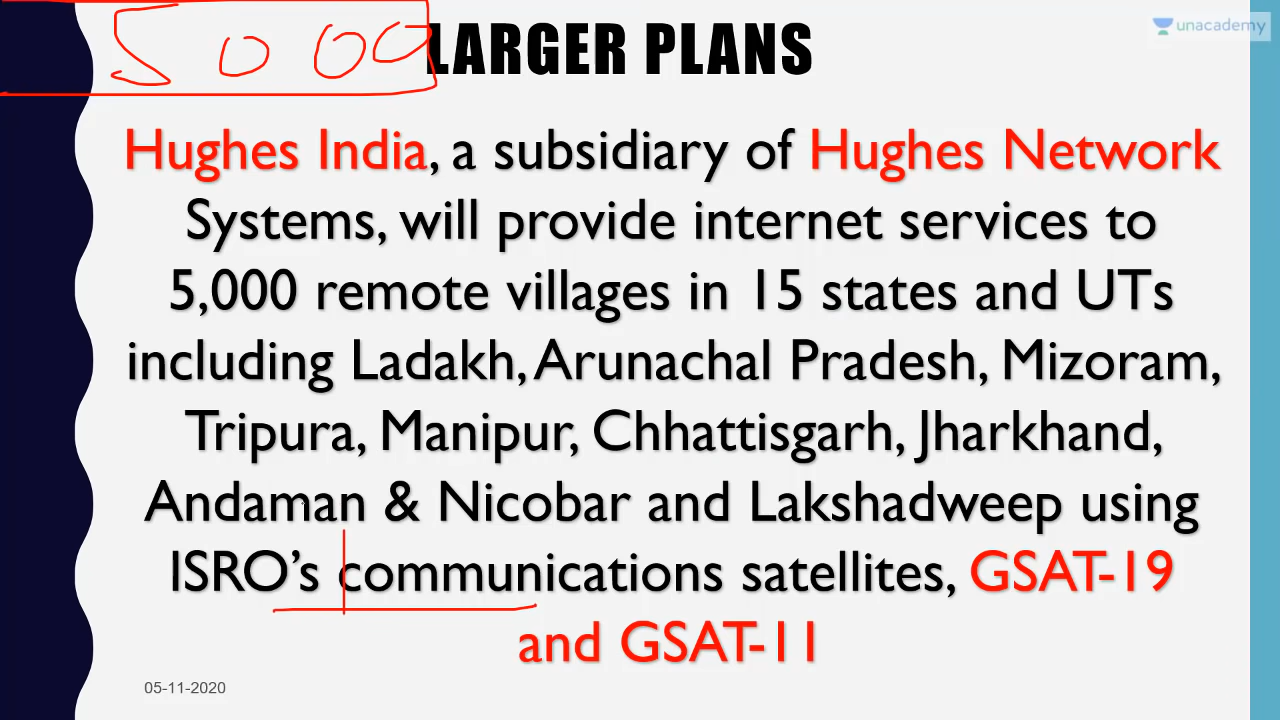 5000
LARGER PLANS
unacademy
Hughes India, a subsidiary of Hughes Network
Systems, will provide internet services to
5,000 remote villages in 15 states and UTs
including Ladakh, Arunachal Pradesh, Mizoram,
Tripura, Manipur, Chhattisgarh, Jharkhand,
Andaman & Nicobar and Lakshadweep using
ISRO's communications satellites, GSAT-19
and GSAT-11
05-11-2020